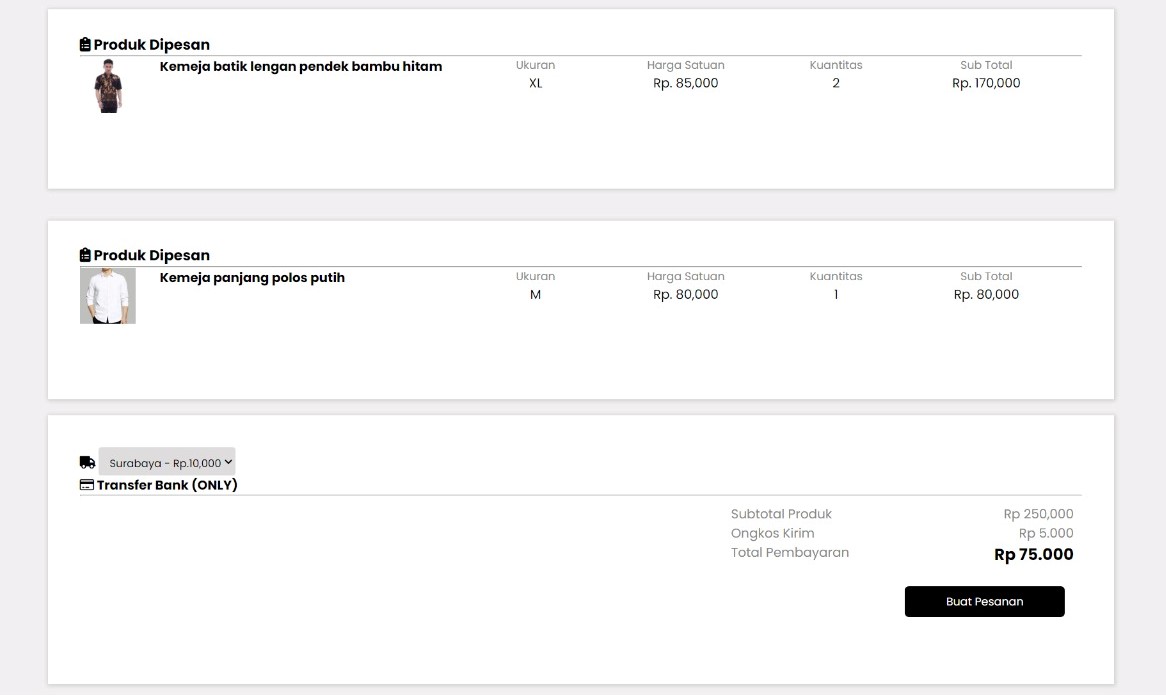 Produk Dipesan
Kemeja batik lengan pendek bambu hitam
Ukuran Harga Satuan Kuantitas Sub Total
XL Rp. 85,000 2 Rp. 170,000
Produk Dipesan
Kemeja panjang polos putih
Ukuran Harga Satuan Kuantitas Sub Total
M Rp. 80,000 1 Rp. 80,000
Surabaya - Rp.10,000
Transfer Bank (ONLY)
Subtotal Produk Rp 250,000
Ongkos Kirim Rp 5.000
Total Pembayaran Rp 75.000
Buat Pesanan